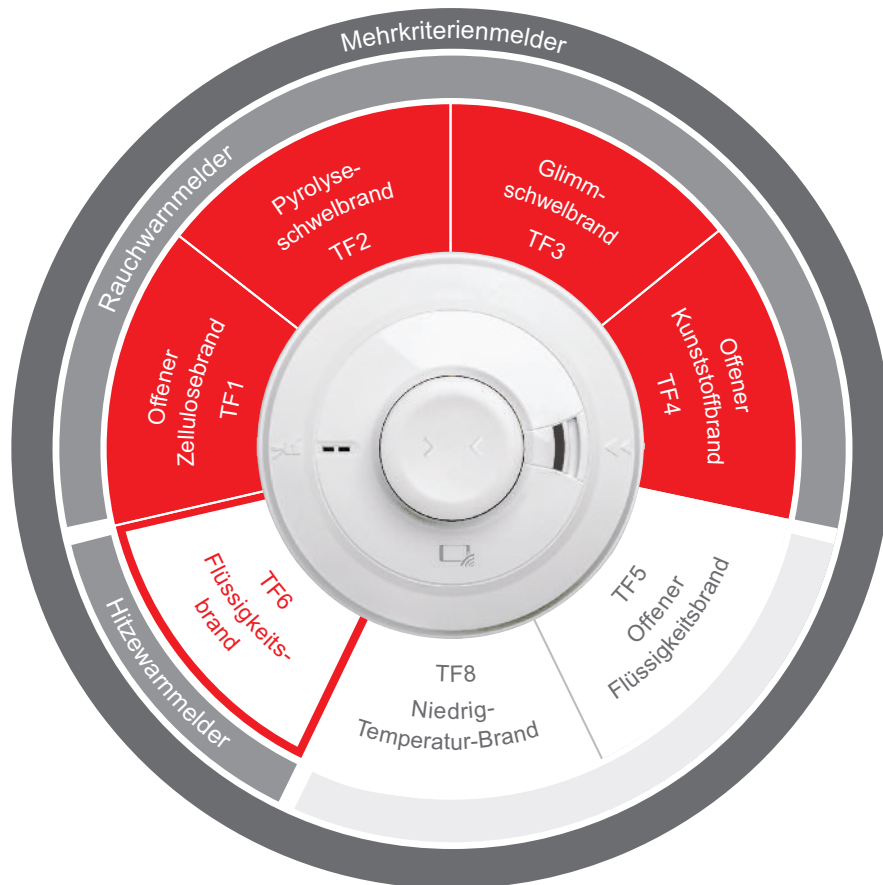 Mehrkriterienmelder
Rauchwarnmelder
Pyrolyse-
schwelbrand
TF2
Glimm-
schwelbrand
TF3
Offener
Zellulosebrand
TF1
Offener
Kunststoffbrand
TF4
TF6
Flüssigkeits-
brand
TF5
Offener
Flüssigkeitsbrand
TF8
Niedrig-
Temperatur-Brand
Hitzewarnmelder